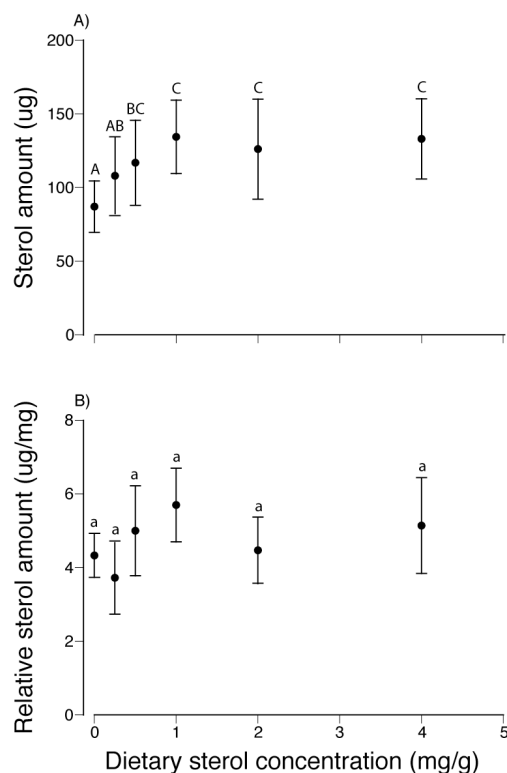 A)
200
150
100
50
0
Sterol amount (ug)
A
AB
BC
C
C
C
B)
8
6
4
2
0
Relative sterol amount (ug/mg)
a
a
a
a
a
a
0
1
2
3
4
5
Dietary sterol concentration (mg/g)